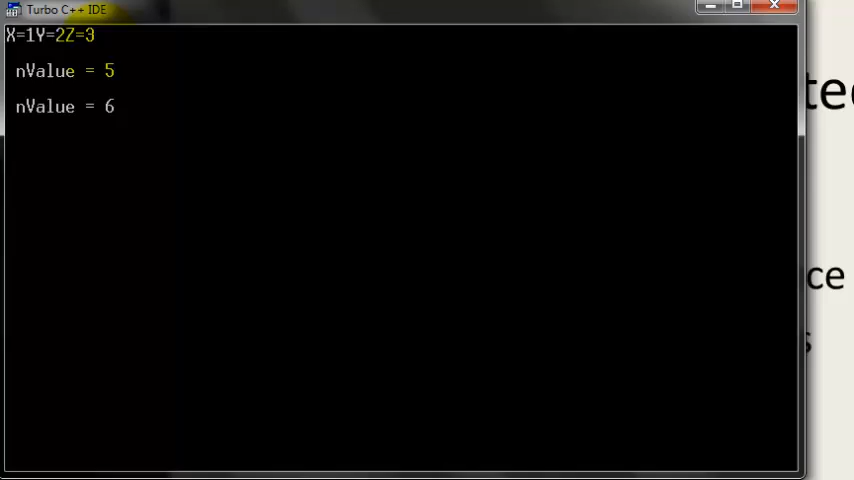 Turbo C++ IDE
X=1Y=2Z=3
nValue = 5
nValue = 6